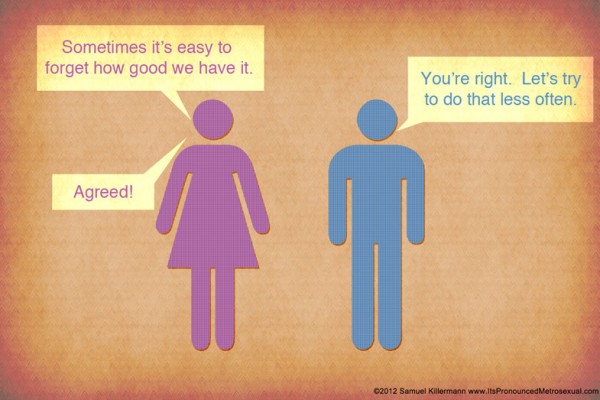 Sometimes it's easy to
forget how good we have it.
You're right.  Let's try
to do that less often.
Agreed!
©2012 Samuel Killermann www.ItsPronouncedMetrosexual.com